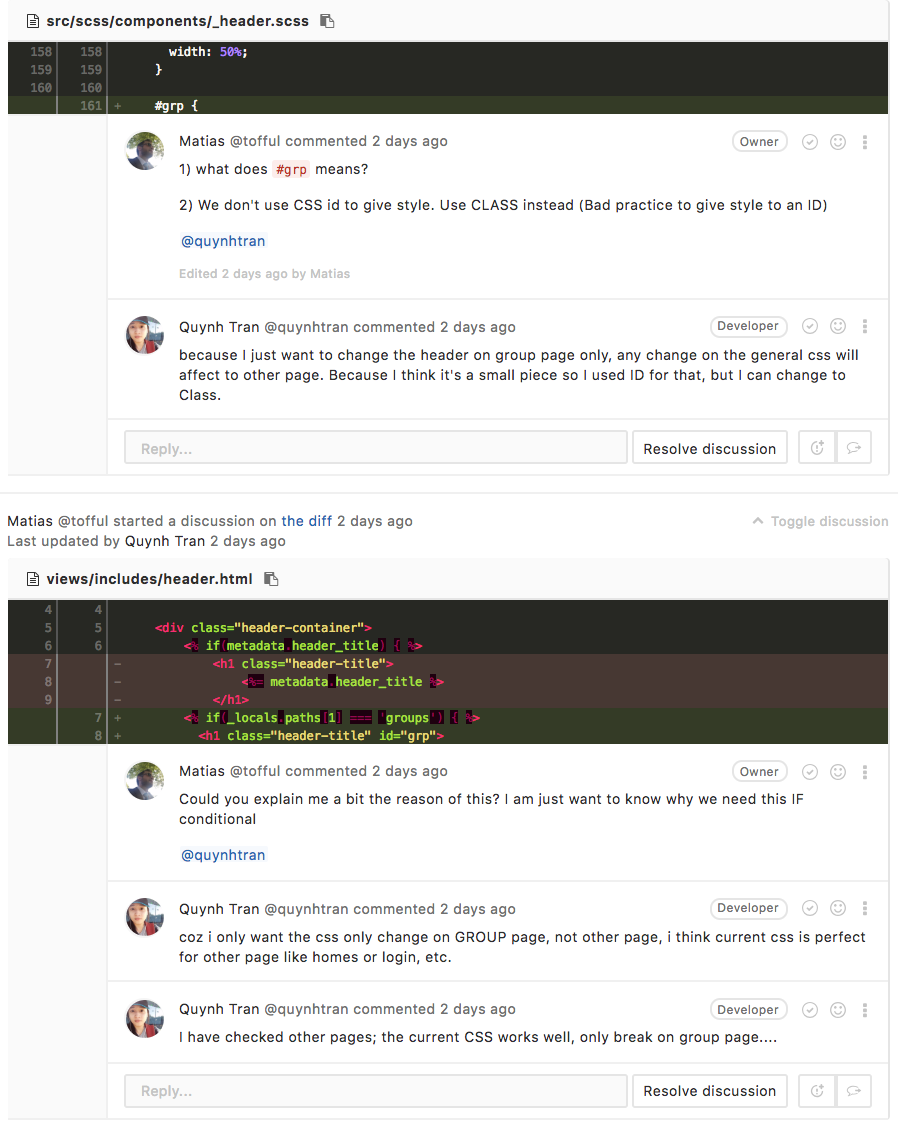 src/scss/components/_header.scss
158 158 width: 50%;
159 159 }
160 160
161 + #grp {
Matias @tofful commented 2 days ago Owner
1) what does #grp means?
2) We don't use CSS id to give style. Use CLASS instead (Bad practice to give style to an ID)
@quynhtran
Edited 2 days ago by Matias
Quynh Tran @quynhtran commented 2 days ago Developer
because I just want to change the header on group page only, any change on the general css will
affect to other page. Because I think it's a small piece so I used ID for that, but I can change to
Class.
Reply... Resolve discussion
Matias @tofful started a discussion on the diff 2 days ago Toggle discussion
Last updated by Quynh Tran 2 days ago
views/includes/header.html
4 4
5 5 <div class="header-container">
6 6 <% if(metadata.header_title) { %>
7 - <h1 class="header-title">
8 - <%= metadata.header_title %>
9 - </h1>
7 + <% if(_locals.paths[1] === 'groups') { %>
8 + <h1 class="header-title" id="grp">
Matias @tofful commented 2 days ago Owner
Could you explain me a bit the reason of this? I am just want to know why we need this IF
conditional
@quynhtran
Quynh Tran @quynhtran commented 2 days ago Developer
coz i only want the css only change on GROUP page, not other page, i think current css is perfect
for other page like homes or login, etc.
Quynh Tran @quynhtran commented 2 days ago Developer
I have checked other pages; the current CSS works well, only break on group page....
Reply... Resolve discussion